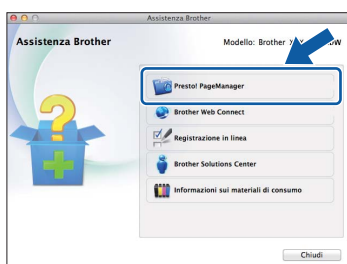 Assistenza Brother
Assistenza Brother
Modello: Brother
Presto! PageManager
Brother Web Connect
Registrazione in linea
Brother Solutions Center
Informazioni sui materiali di consumo
Chiudi